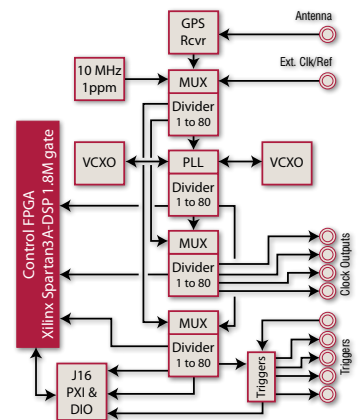 GPS
Rcvr
Antenna
10 MHz
1ppm
MUX
Ext. Clk/Ref
Divider
1 to 80
VCXO
PLL
VCXO
Divider
1 to 80
Control FPGA
Xilinx Spartan3A-DSP 1.8M gate
MUX
Divider
1 to 80
Clock Outputs
MUX
Divider
1 to 80
J16
PXI &
DIO
Triggers
Triggers